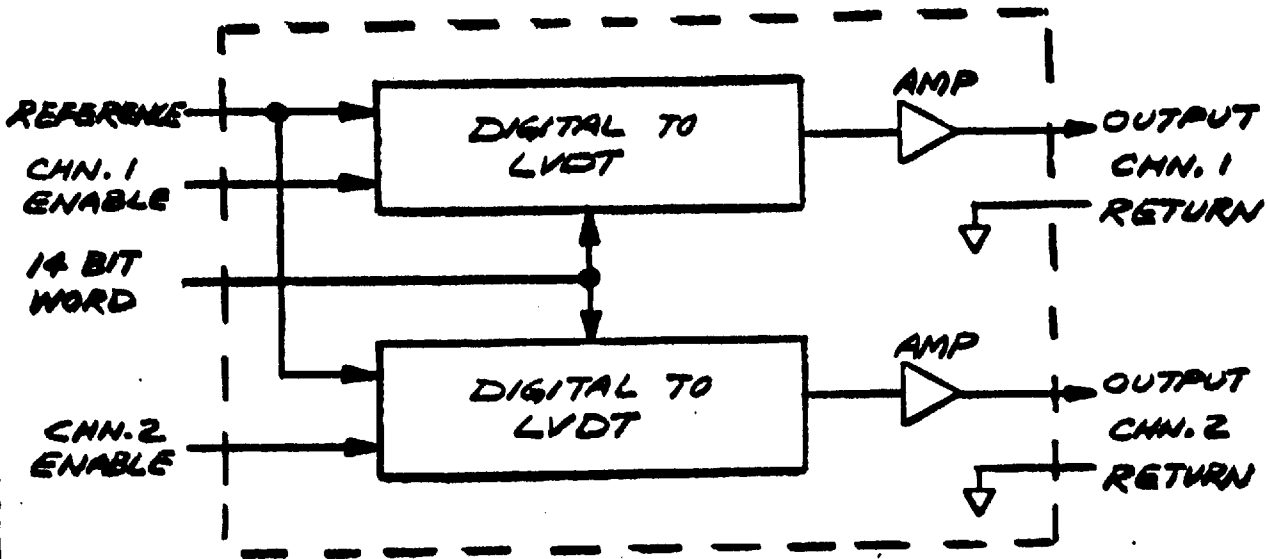 REFERENCE
CHN. 1
ENABLE
14 BIT
WORD
CHN. 2
ENABLE
DIGITAL TO
LVDT
DIGITAL TO
LVDT
AMP
AMP
OUTPUT
CHN. 1
RETURN
OUTPUT
CHN. 2
RETURN